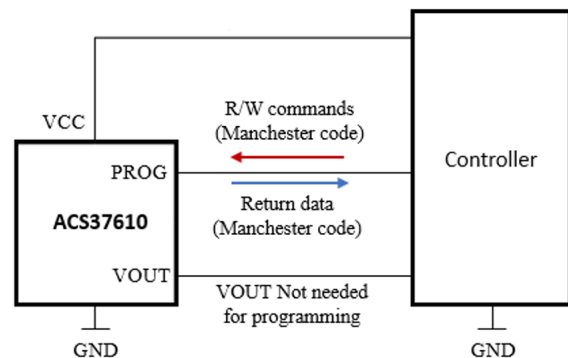 R/W commands
(Manchester code)
VCC
PROG
Controller
Return data
(Manchester code)
ACS37610
VOUT
VOUT Not needed
for programming
GND
GND